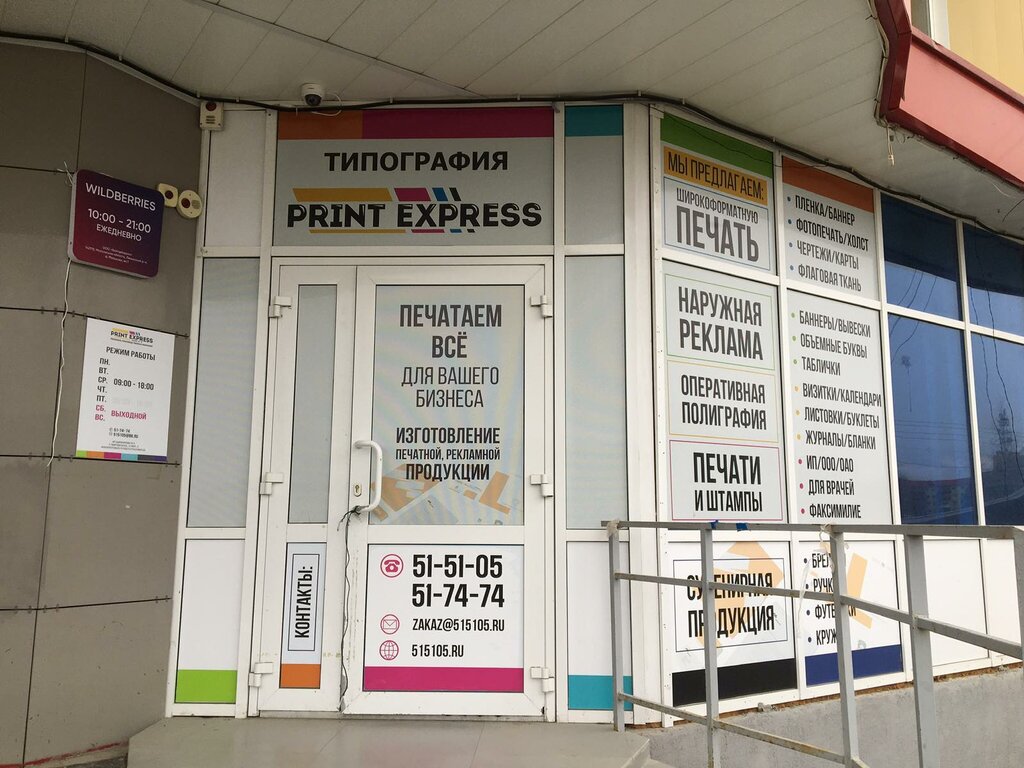 ТИПОГРАФИЯ
PRINT EXPRESS
WILDBERRIES
10:00 - 21:00
ЕЖЕДНЕВНО
PRINT EXPRESS
РЕЖИМ РАБОТЫ
ПН.
ВТ.
СР. 09:00 - 18:00
ЧТ.
ПТ.
СБ. ВЫХОДНОЙ
ВС.
51-74-74
ПЕЧАТАЕМ
ВСЁ
ДЛЯ ВАШЕГО
БИЗНЕСА
ИЗГОТОВЛЕНИЕ
ПЕЧАТНОЙ, РЕКЛАМНОЙ
ПРОДУКЦИИ
КОНТАКТЫ:
51-51-05
51-74-74
ZAKAZ@515105.RU
515105.RU
МЫ ПРЕДЛАГАЕМ:
ШИРОКОФОРМАТНУЮ
ПЕЧАТЬ
НАРУЖНАЯ
РЕКЛАМА
ОПЕРАТИВНАЯ
ПОЛИГРАФИЯ
ПЕЧАТИ
И ШТАМПЫ
СУВЕНИРНАЯ
ПРОДУКЦИЯ
• ПЛЕНКА/БАННЕР
• ФОТОПЕЧАТЬ/ХОЛСТ
• ЧЕРТЕЖИ/КАРТЫ
• ФЛАГОВАЯ ТКАНЬ
• БАННЕРЫ/ВЫВЕСКИ
• ОБЪЕМНЫЕ БУКВЫ
• ТАБЛИЧКИ
• ВИЗИТКИ/КАЛЕНДАРИ
• ЛИСТОВКИ/БУКЛЕТЫ
• ЖУРНАЛЫ/БЛАНКИ
• ИП/ООО/ОАО
• ДЛЯ ВРАЧЕЙ
• ФАКСИМИЛИЕ